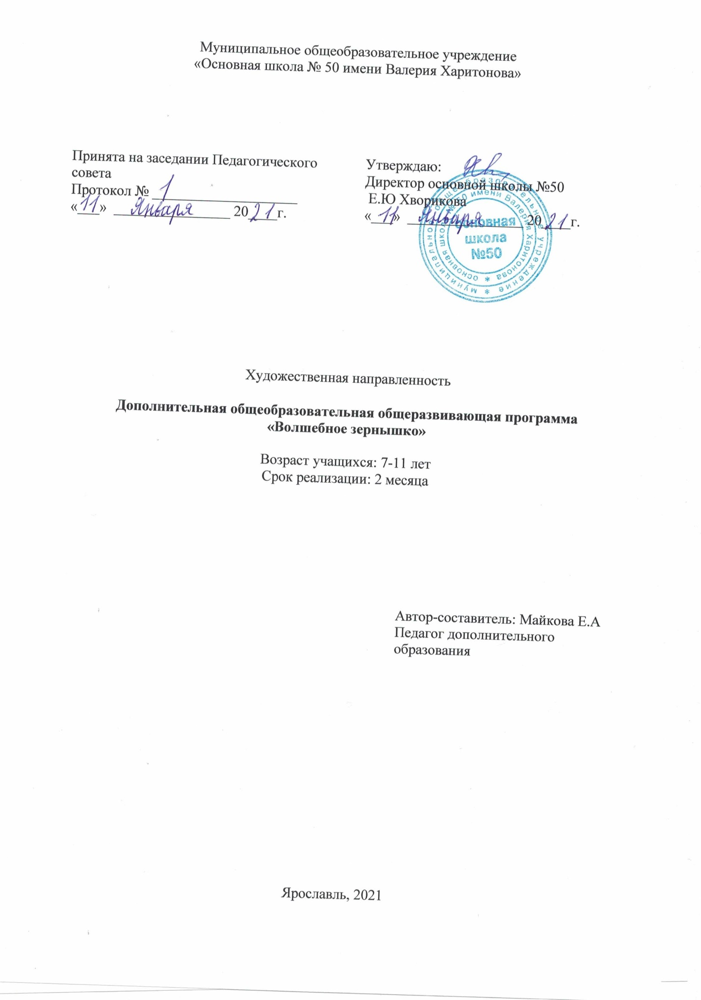 Муниципальное общеобразовательное учреждение
«Основная школа № 50 имени Валерия Харитонова»
Принята на заседании Педагогического
совета
Протокол № 1
«11» Января 2021 г.
Утверждаю:
Директор основной школы №50
Е.Ю Хворикова
«11» Января 2021 г.
муниципальное общеобразовательное учреждение *
основная школа №50 имени Валерия Харитонова *
основная
школа
№50
Художественная направленность
Дополнительная общеобразовательная общеразвивающая программа
«Волшебное зернышко»
Возраст учащихся: 7-11 лет
Срок реализации: 2 месяца
Автор-составитель: Майкова Е.А
Педагог дополнительного
образования
Ярославль, 2021